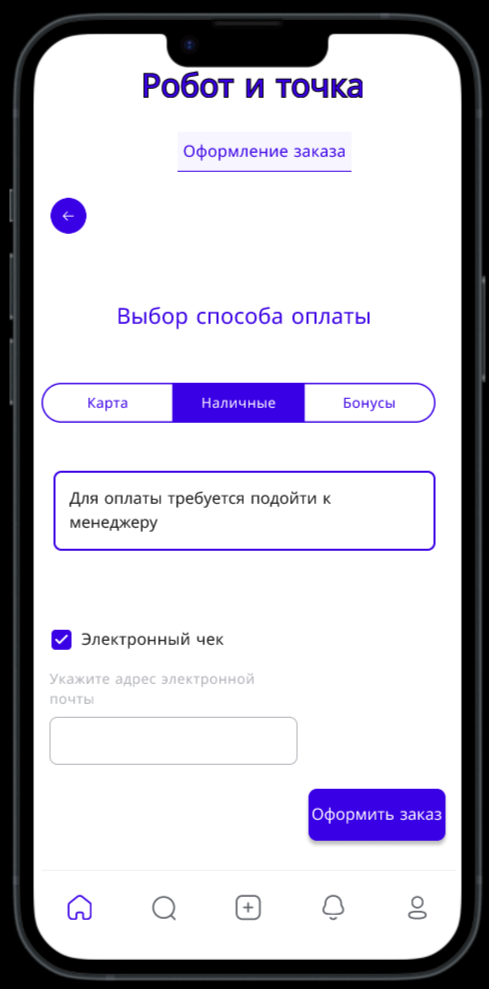 Робот и точка
Оформление заказа
Выбор способа оплаты
Карта
Наличные
Бонусы
Для оплаты требуется подойти к
менеджеру
Электронный чек
Укажите адрес электронной
почты
Оформить заказ